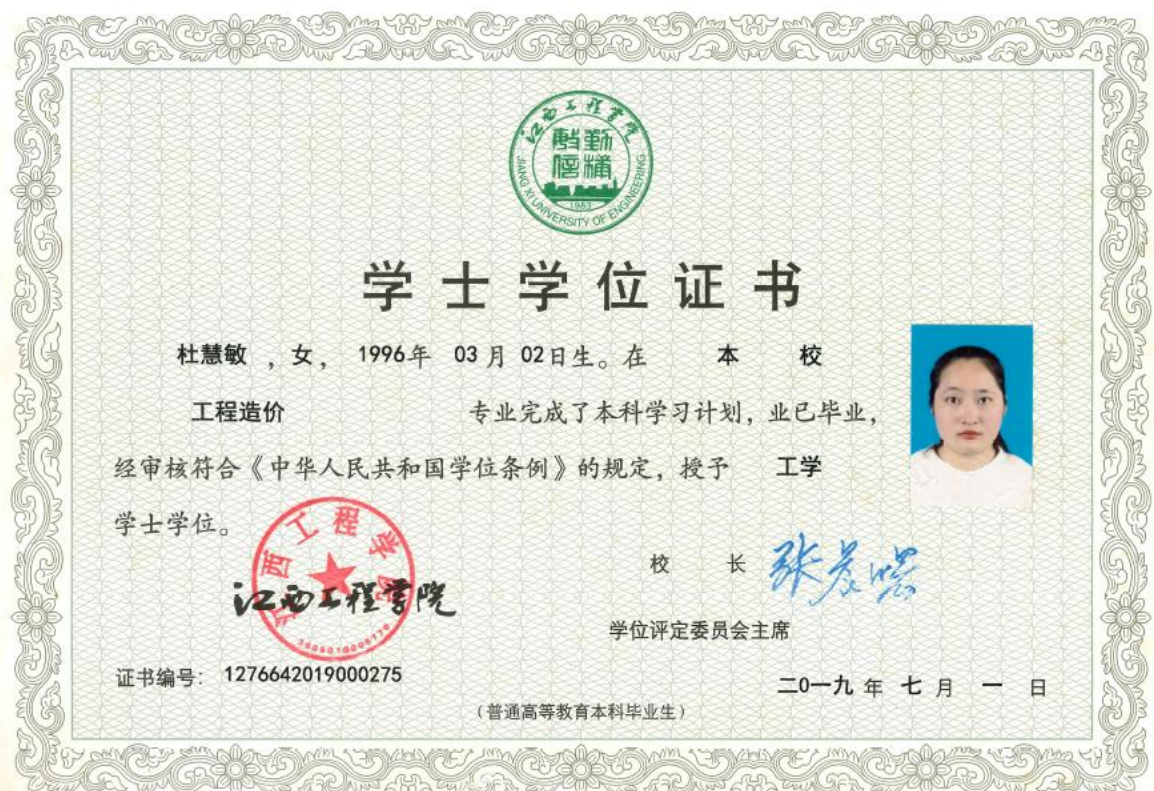 江西工程学院
勤朴
敢信
JIANG XI UNIVERSITY OF ENGINEERING
1983
学士学位证书
杜慧敏 ，女， 1996年 03月 02日生。在 本 校
工程造价 专业完成了本科学习计划，业已毕业，
经审核符合《中华人民共和国学位条例》的规定，授予 工学
学士学位。
江西工程学院
江西工程学院
校 长
学位评定委员会主席
证书编号：1276642019000275
二0一九 年 七 月 一 日
（普通高等教育本科毕业生）